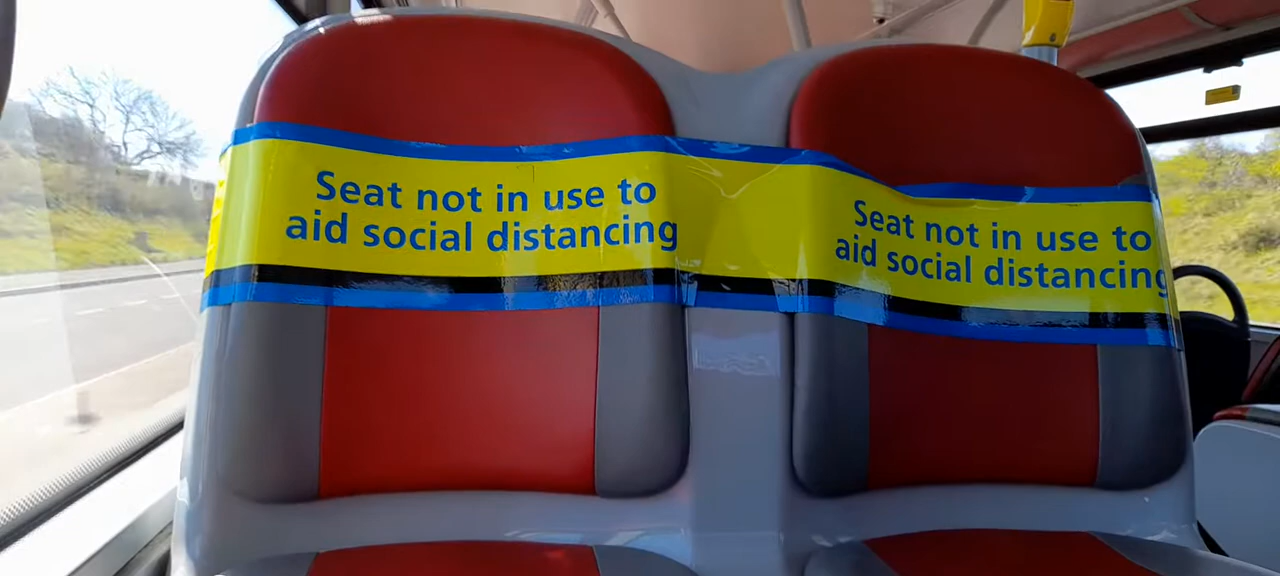 Seat not in use to
aid social distancing
Seat not in use to
aid social distancing